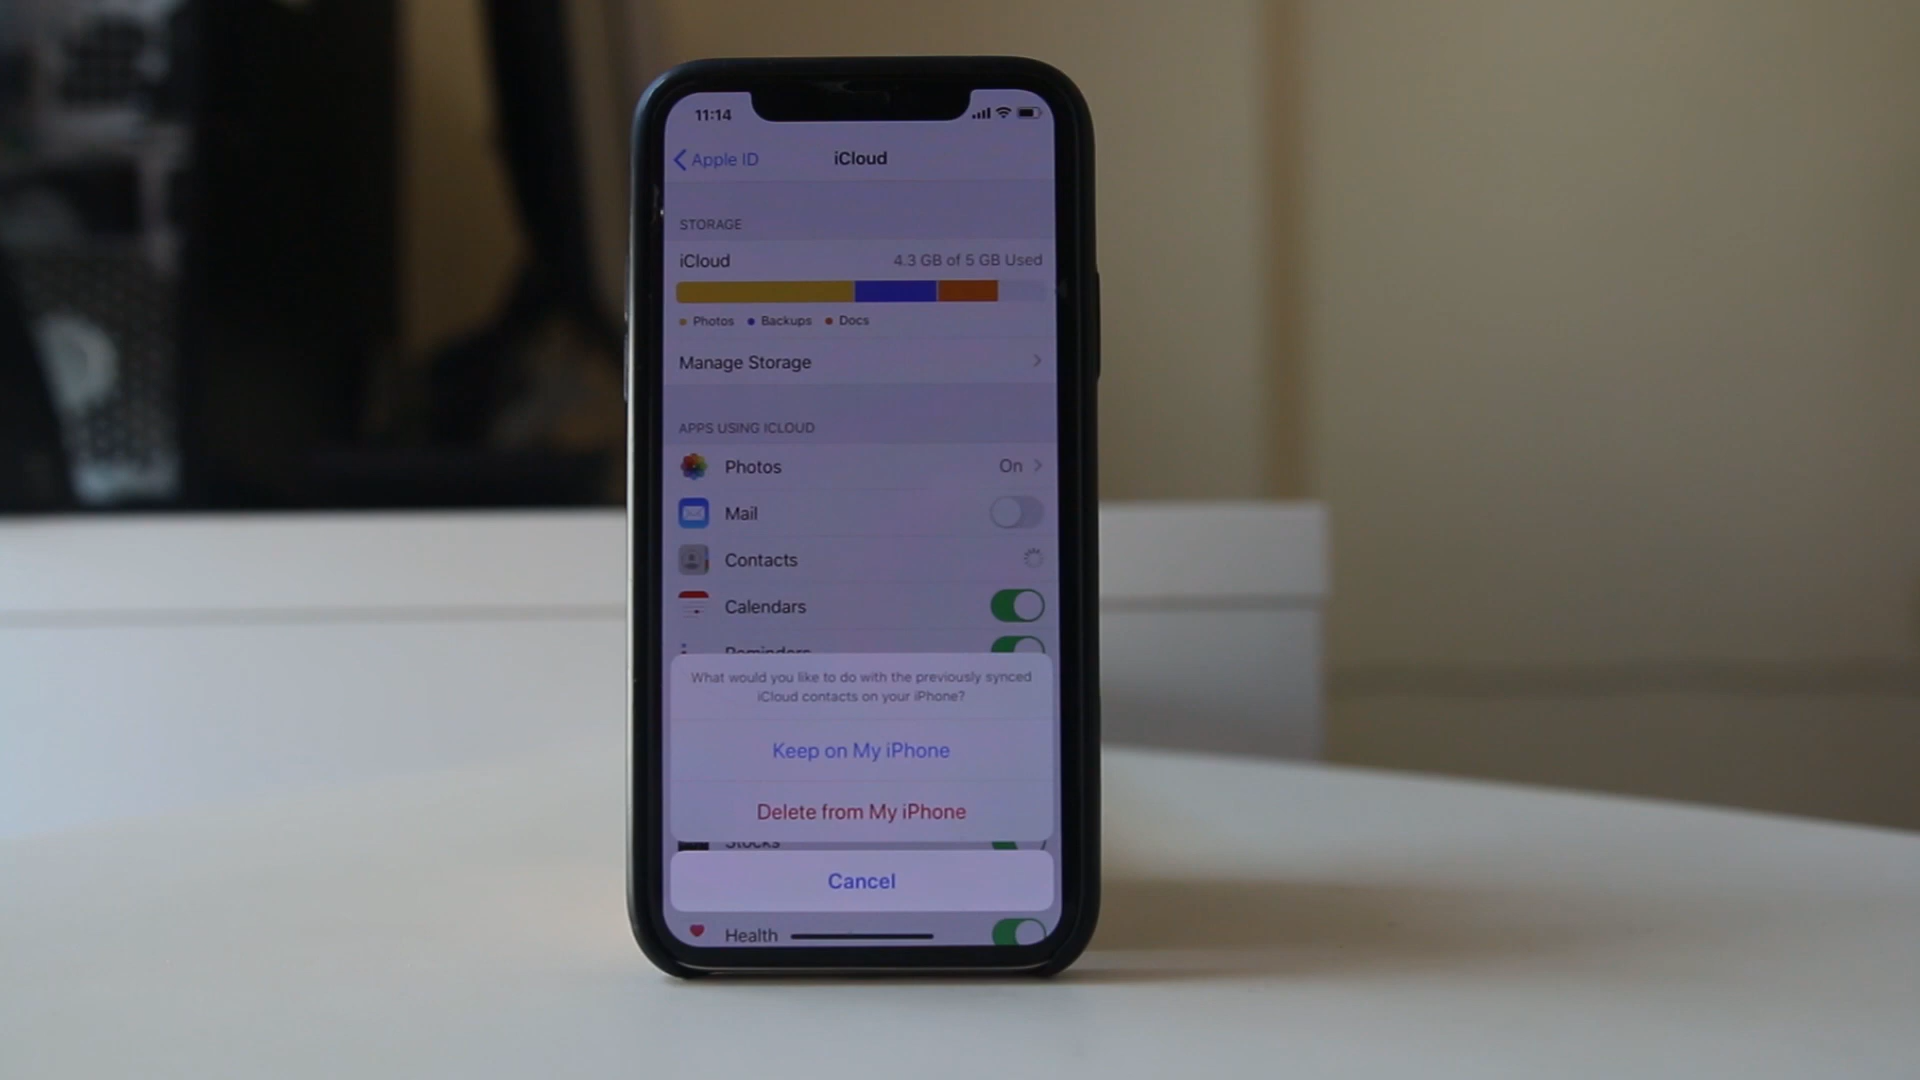 11:14
Apple ID
iCloud
STORAGE
iCloud
4.3 GB of 5 GB Used
Photos
Backups
Docs
Manage Storage
APPS USING ICLOUD
Photos
On
Mail
Contacts
Calendars
Reminders
What would you like to do with the previously synced
iCloud contacts on your iPhone?
Keep on My iPhone
Delete from My iPhone
Stocks
Cancel
Health